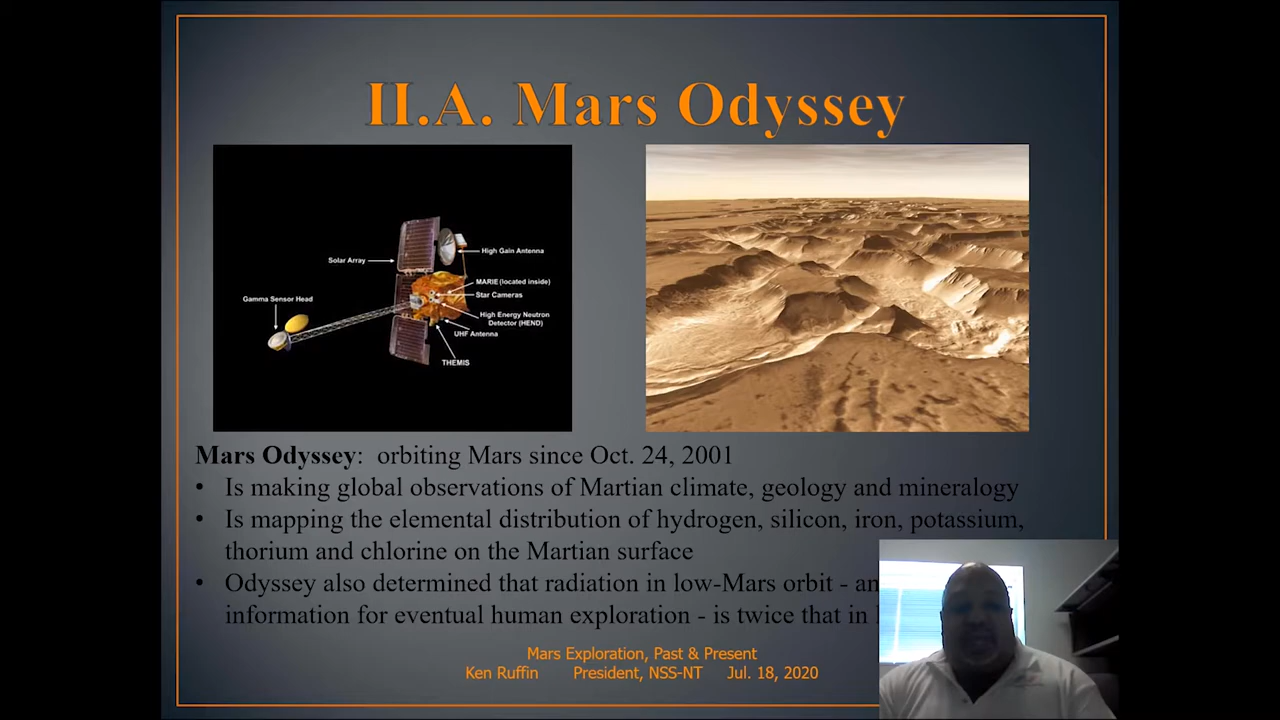 II.A. Mars Odyssey
High Gain Antenna
Solar Array
MARIE (located inside)
Star Cameras
Gamma Sensor Head
High Energy Neutron
Detector (HEND)
UHF Antenna
THEMIS
Mars Odyssey: orbiting Mars since Oct. 24, 2001
• Is making global observations of Martian climate, geology and mineralogy
• Is mapping the elemental distribution of hydrogen, silicon, iron, potassium,
thorium and chlorine on the Martian surface
• Odyssey also determined that radiation in low-Mars orbit -
information for eventual human exploration - is twice that in
Mars Exploration, Past & Present
Ken Ruffin President, NSS-NT Jul. 18, 2020